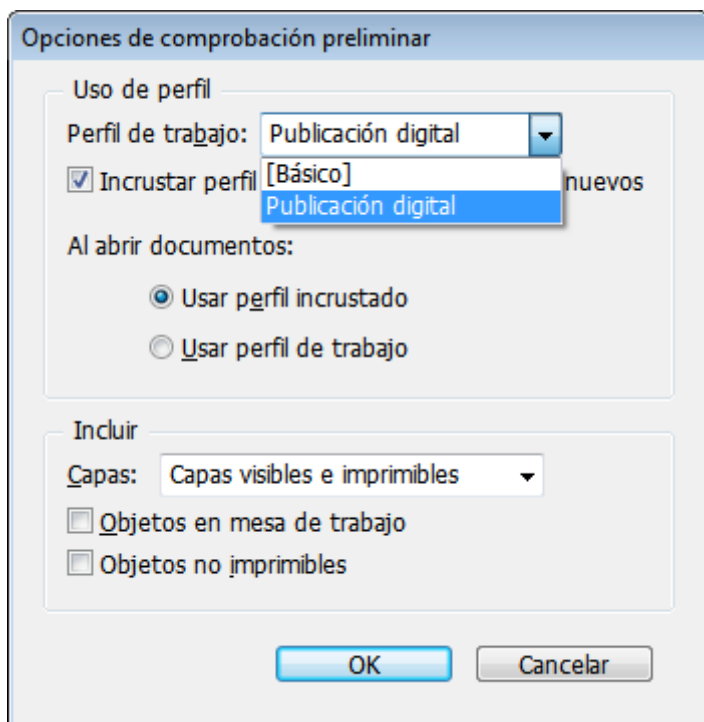 Opciones de comprobación preliminar
Uso de perfil
Perfil de trabajo: Publicación digital
[Básico]
Publicación digital
Incrustar perfil nuevos
Al abrir documentos:
Usar perfil incrustado
Usar perfil de trabajo
Incluir
Capas: Capas visibles e imprimibles
Objetos en mesa de trabajo
Objetos no imprimibles
OK Cancelar